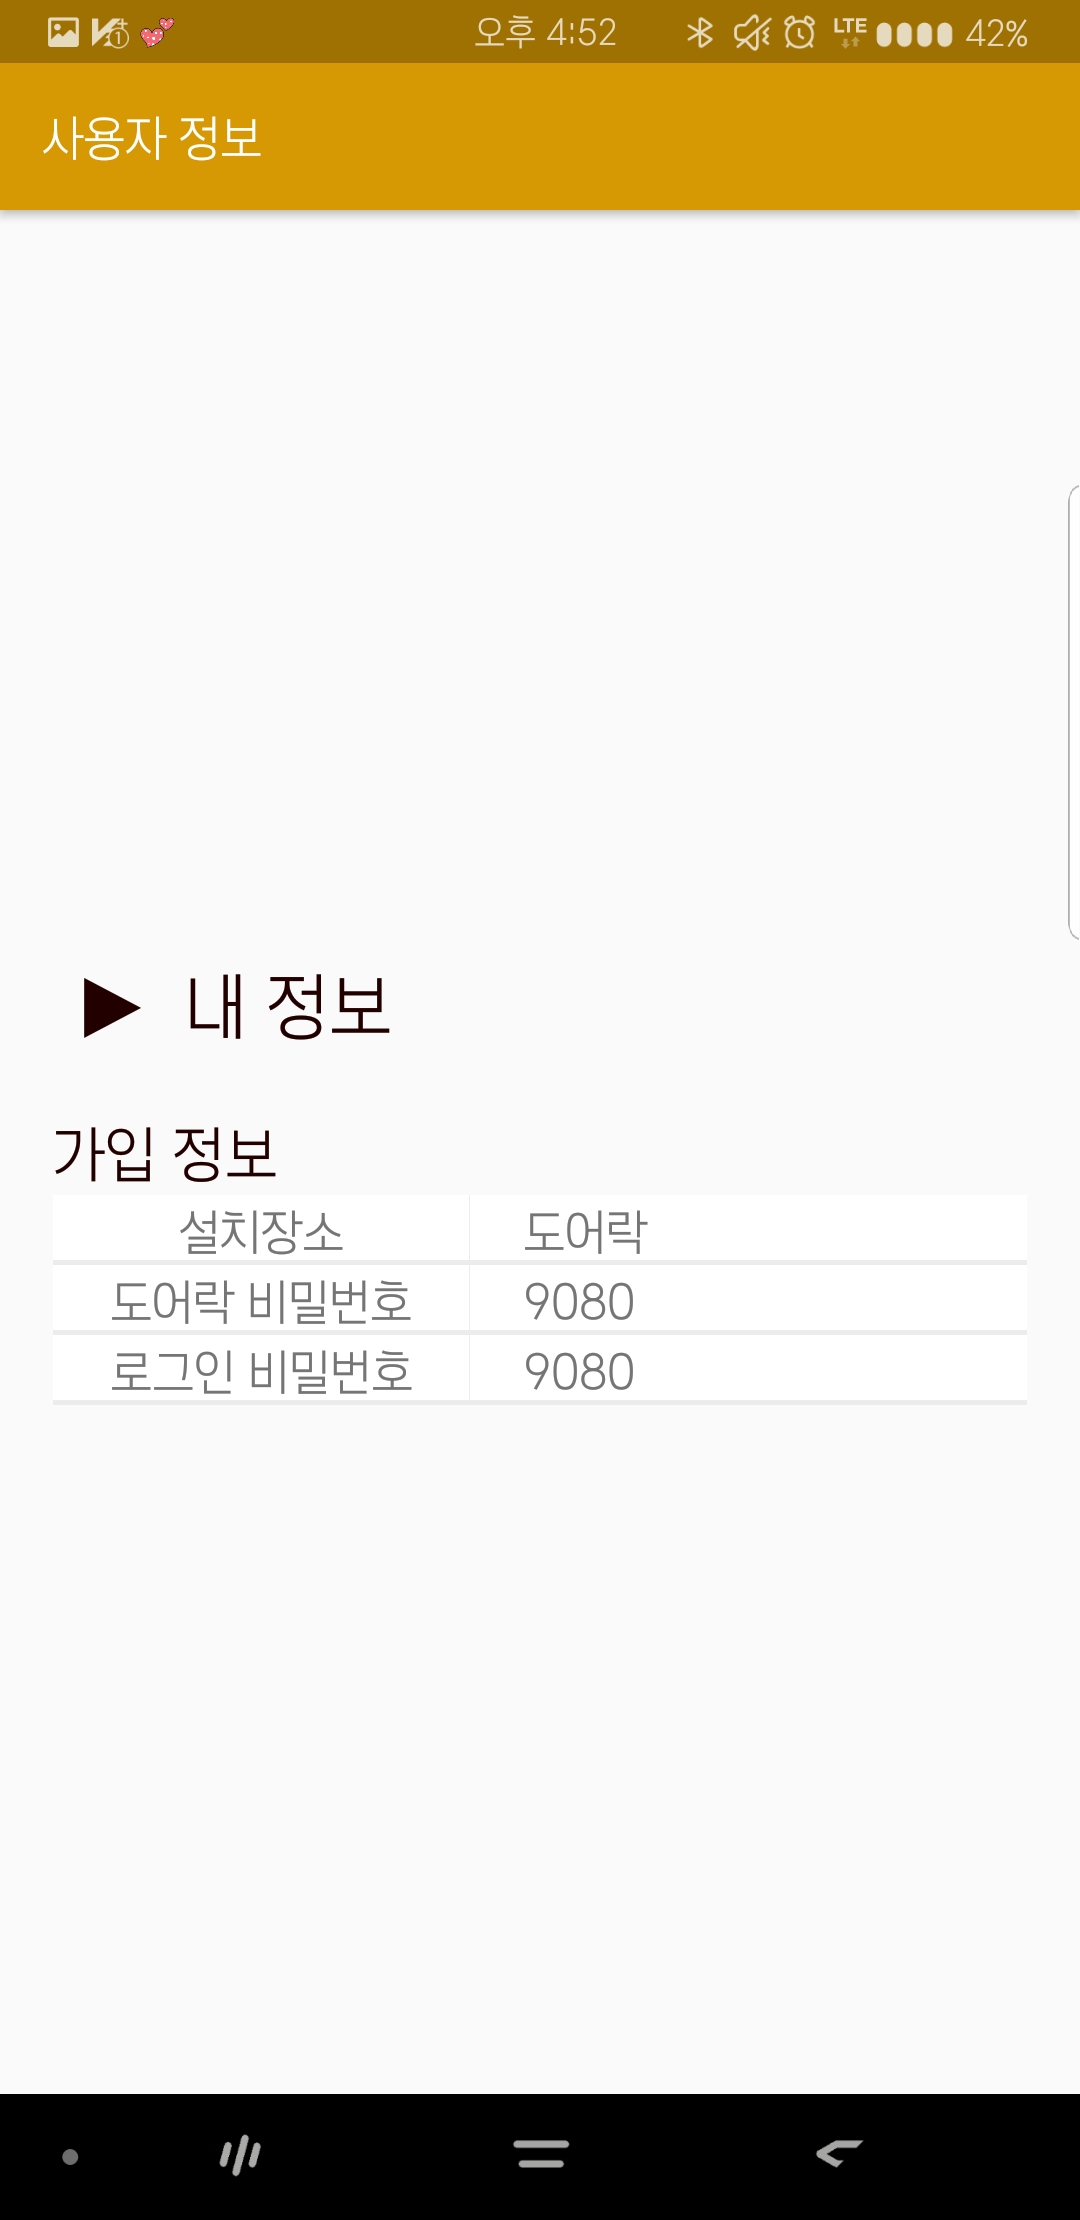 오후 4:52 LTE 42%
사용자 정보
▶ 내 정보
가입 정보
설치장소 도어락
도어락 비밀번호 9080
로그인 비밀번호 9080